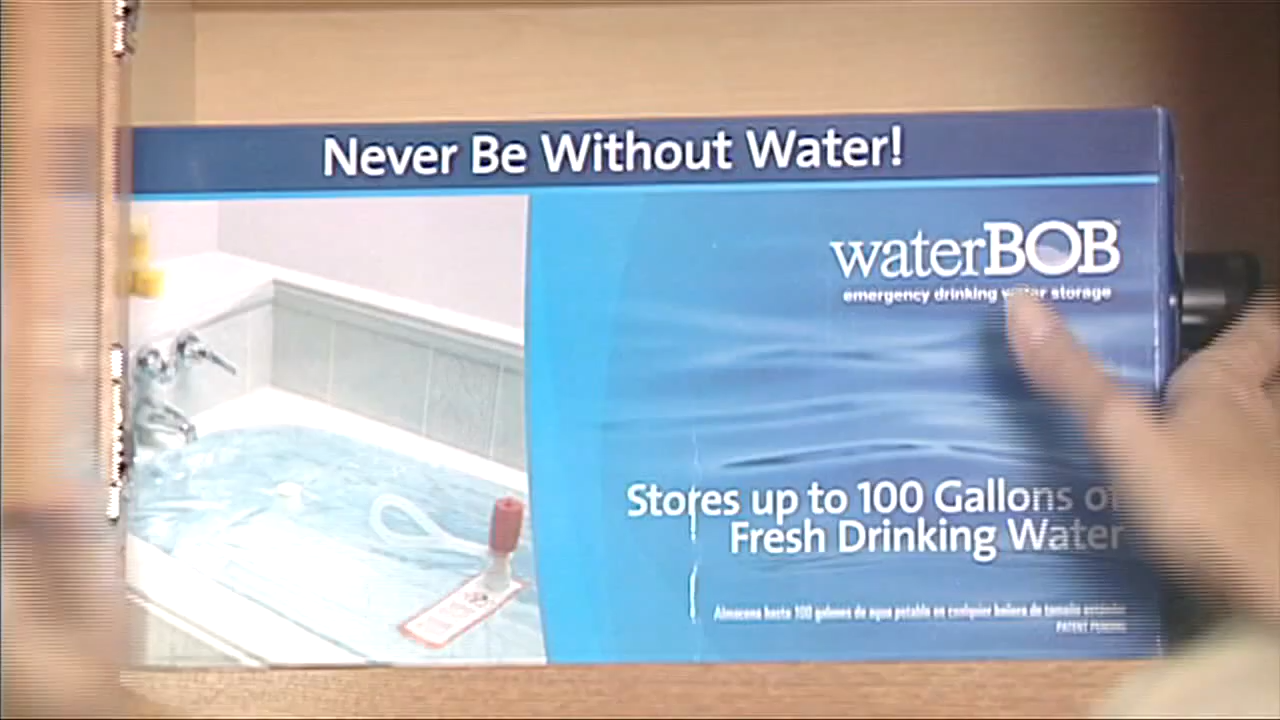 Never Be Without Water!
waterBOB
emergency drinking water storage
Stores up to 100 Gallons of
Fresh Drinking Water
Almacena hasta 100 galones de agua potable en cualquier bañera de tamaño estándar
PATENT PENDING